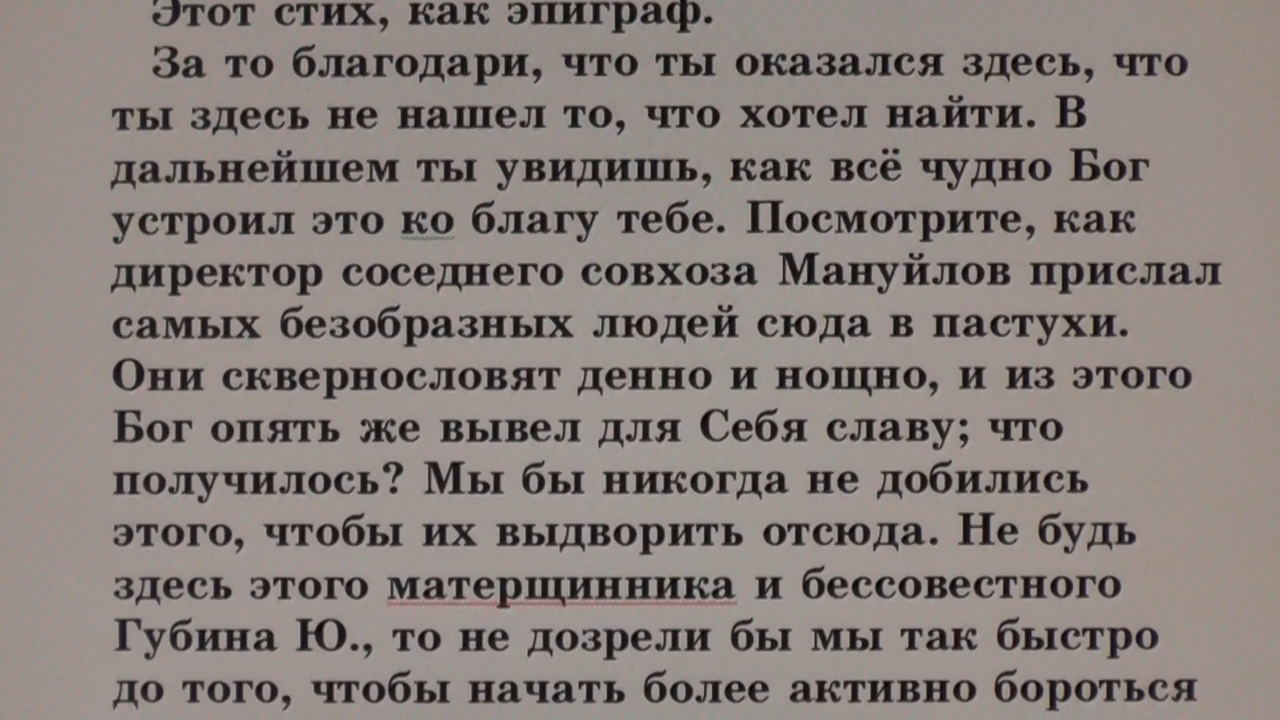 Этот стих, как эпиграф.
За то благодари, что ты оказался здесь, что
ты здесь не нашел то, что хотел найти. В
дальнейшем ты увидишь, как всё чудно Бог
устроил это ко благу тебе. Посмотрите, как
директор соседнего совхоза Мануйлов прислал
самых безобразных людей сюда в пастухи.
Они сквернословят денно и нощно, и из этого
Бог опять же вывел для Себя славу; что
получилось? Мы бы никогда не добились
этого, чтобы их выдворить отсюда. Не будь
здесь этого матерщинника и бессовестного
Губина Ю., то не дозрели бы мы так быстро
до того, чтобы начать более активно бороться